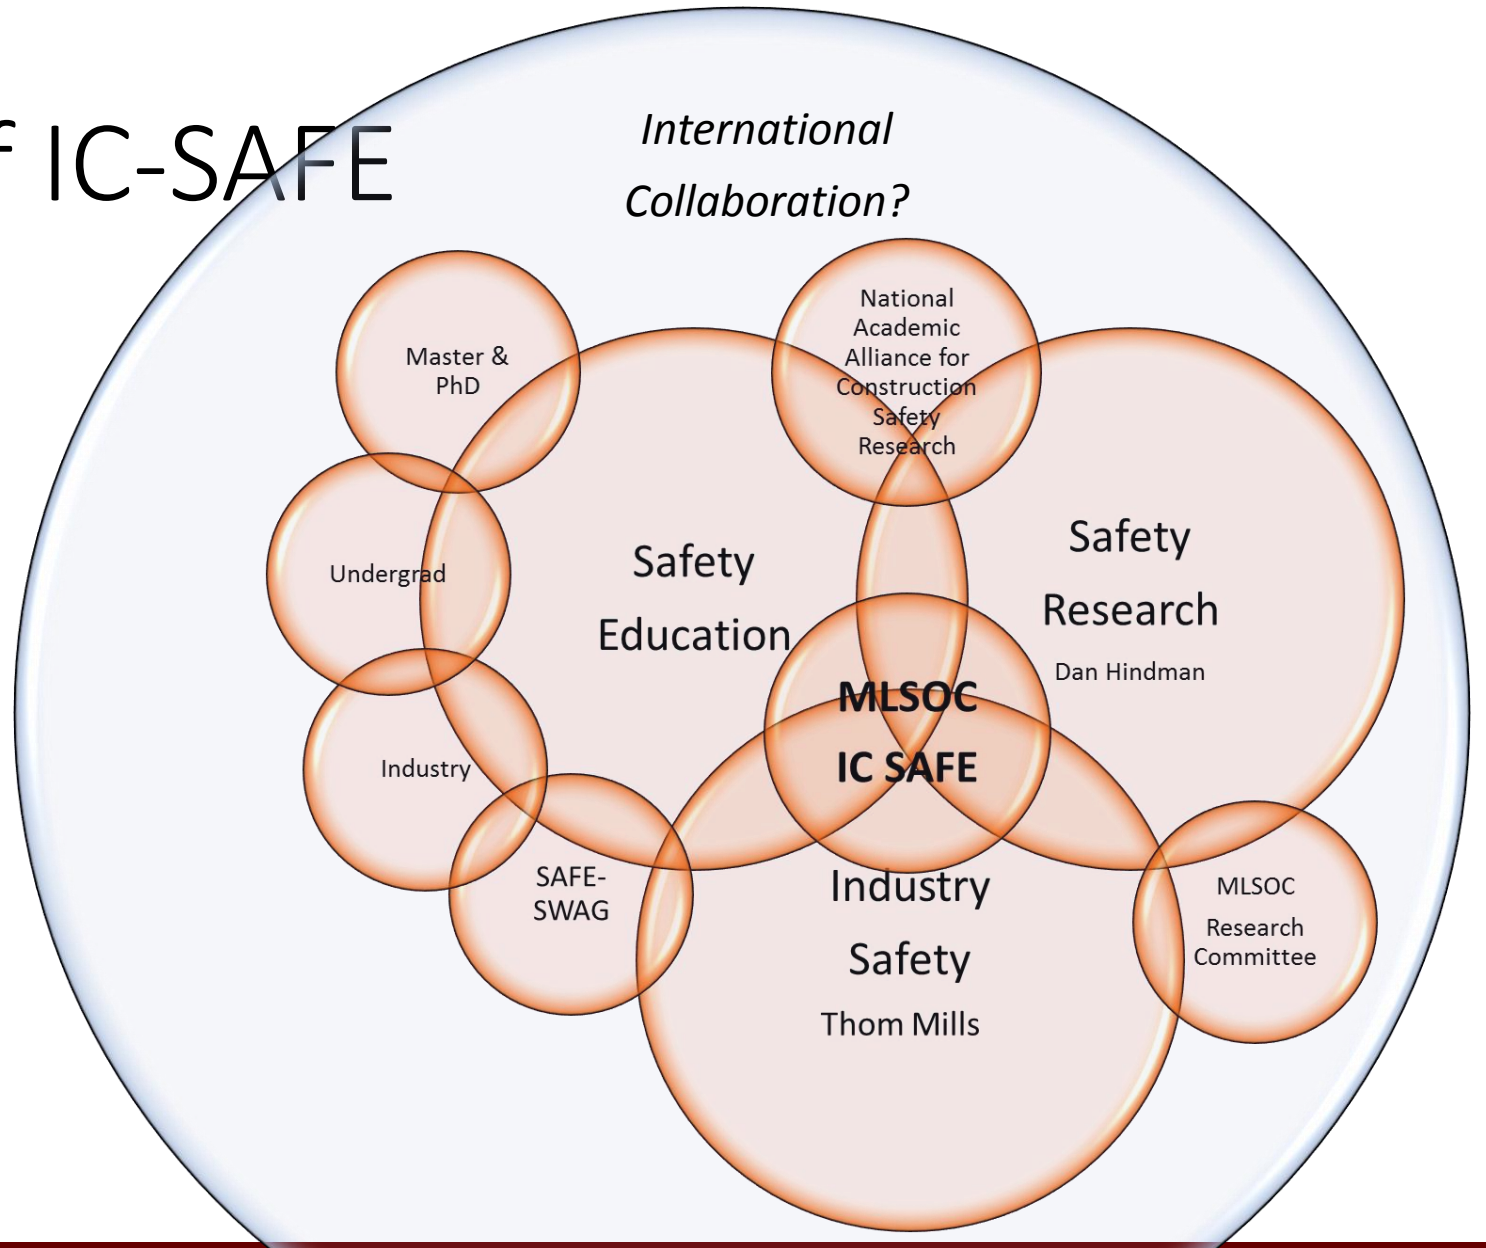 f IC-SAFE
International
Collaboration?
National
Academic
Alliance for
Construction
Safety
Research
Master &
PhD
Undergrad
Safety
Education
Safety
Research
Dan Hindman
MLSOC
IC SAFE
Industry
SAFE-
SWAG
Industry
Safety
Thom Mills
MLSOC
Research
Committee